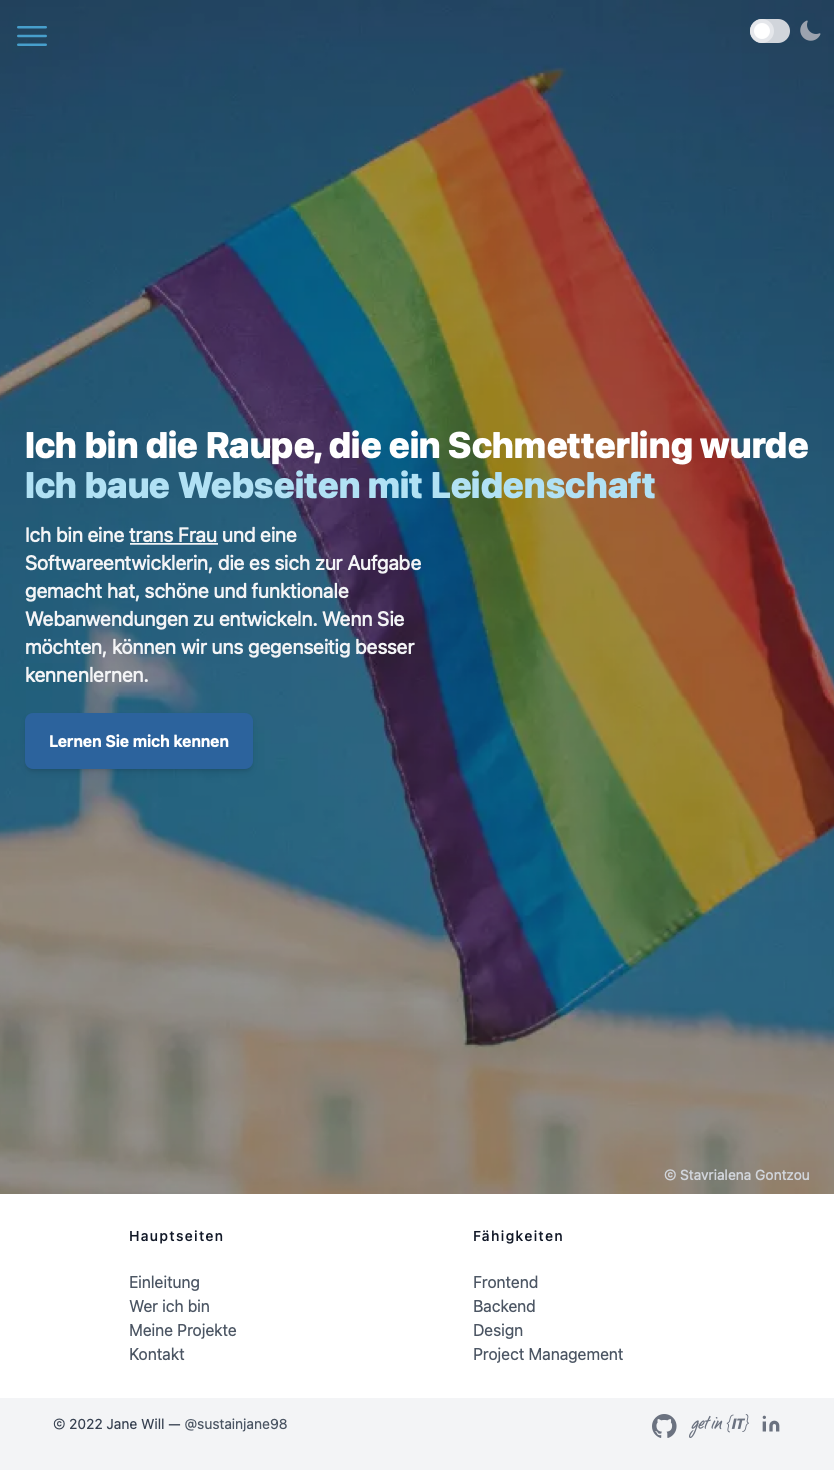 Ich bin die Raupe, die ein Schmetterling wurde
Ich baue Webseiten mit Leidenschaft
Ich bin eine trans Frau und eine
Softwareentwicklerin, die es sich zur Aufgabe
gemacht hat, schöne und funktionale
Webanwendungen zu entwickeln. Wenn Sie
möchten, können wir uns gegenseitig besser
kennenlernen.
Lernen Sie mich kennen
© Stavrialena Gontzou
Hauptseiten
Einleitung
Wer ich bin
Meine Projekte
Kontakt
Fähigkeiten
Frontend
Backend
Design
Project Management
© 2022 Jane Will — @sustainjane98
get in {IT}
in